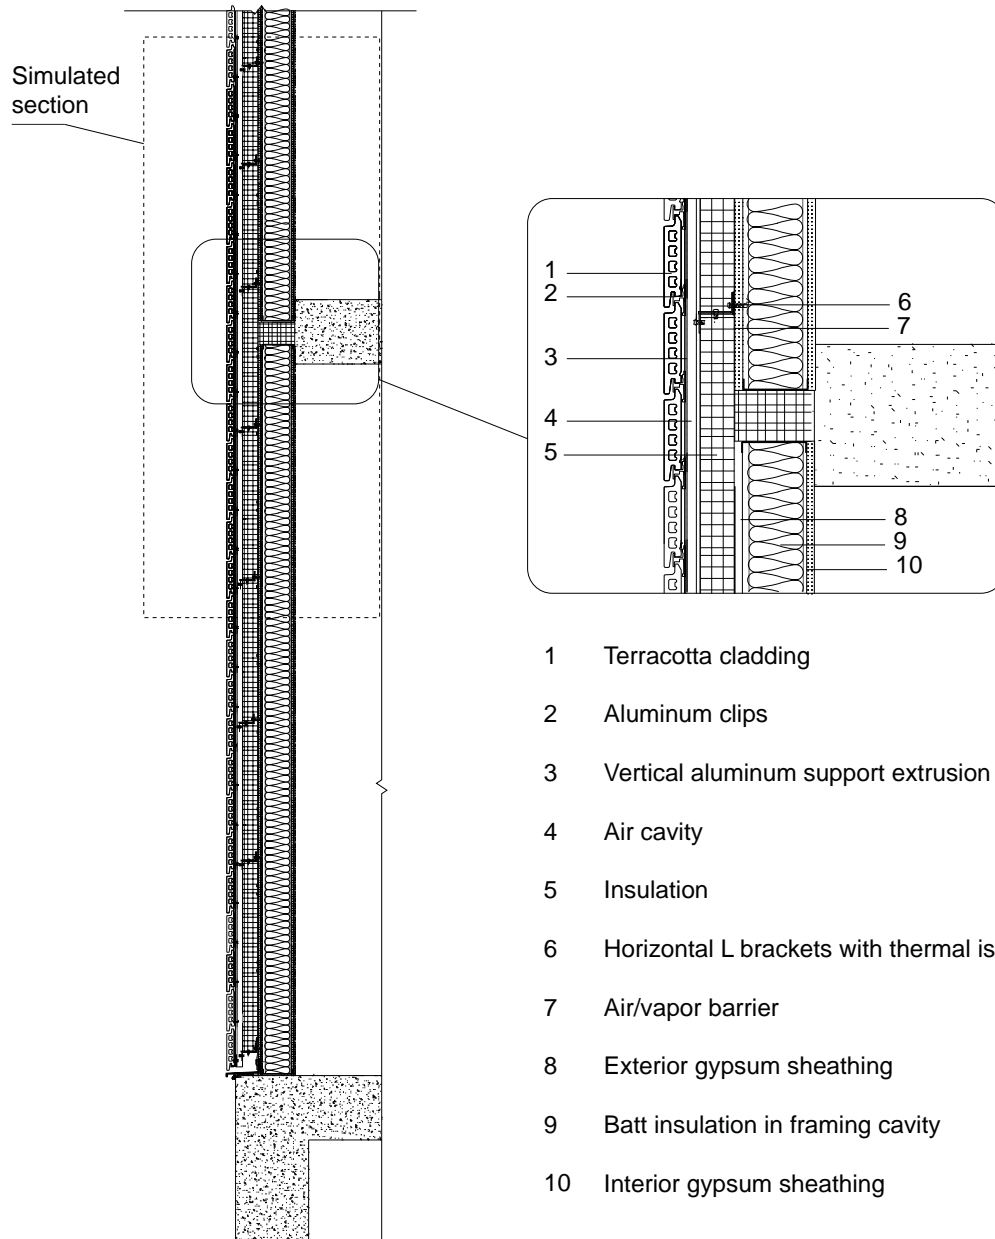 Simulated
section
1
2
3
4
5
6
7
8
9
10
1 Terracotta cladding
2 Aluminum clips
3 Vertical aluminum support extrusion
4 Air cavity
5 Insulation
6 Horizontal L brackets with thermal is
7 Air/vapor barrier
8 Exterior gypsum sheathing
9 Batt insulation in framing cavity
10 Interior gypsum sheathing